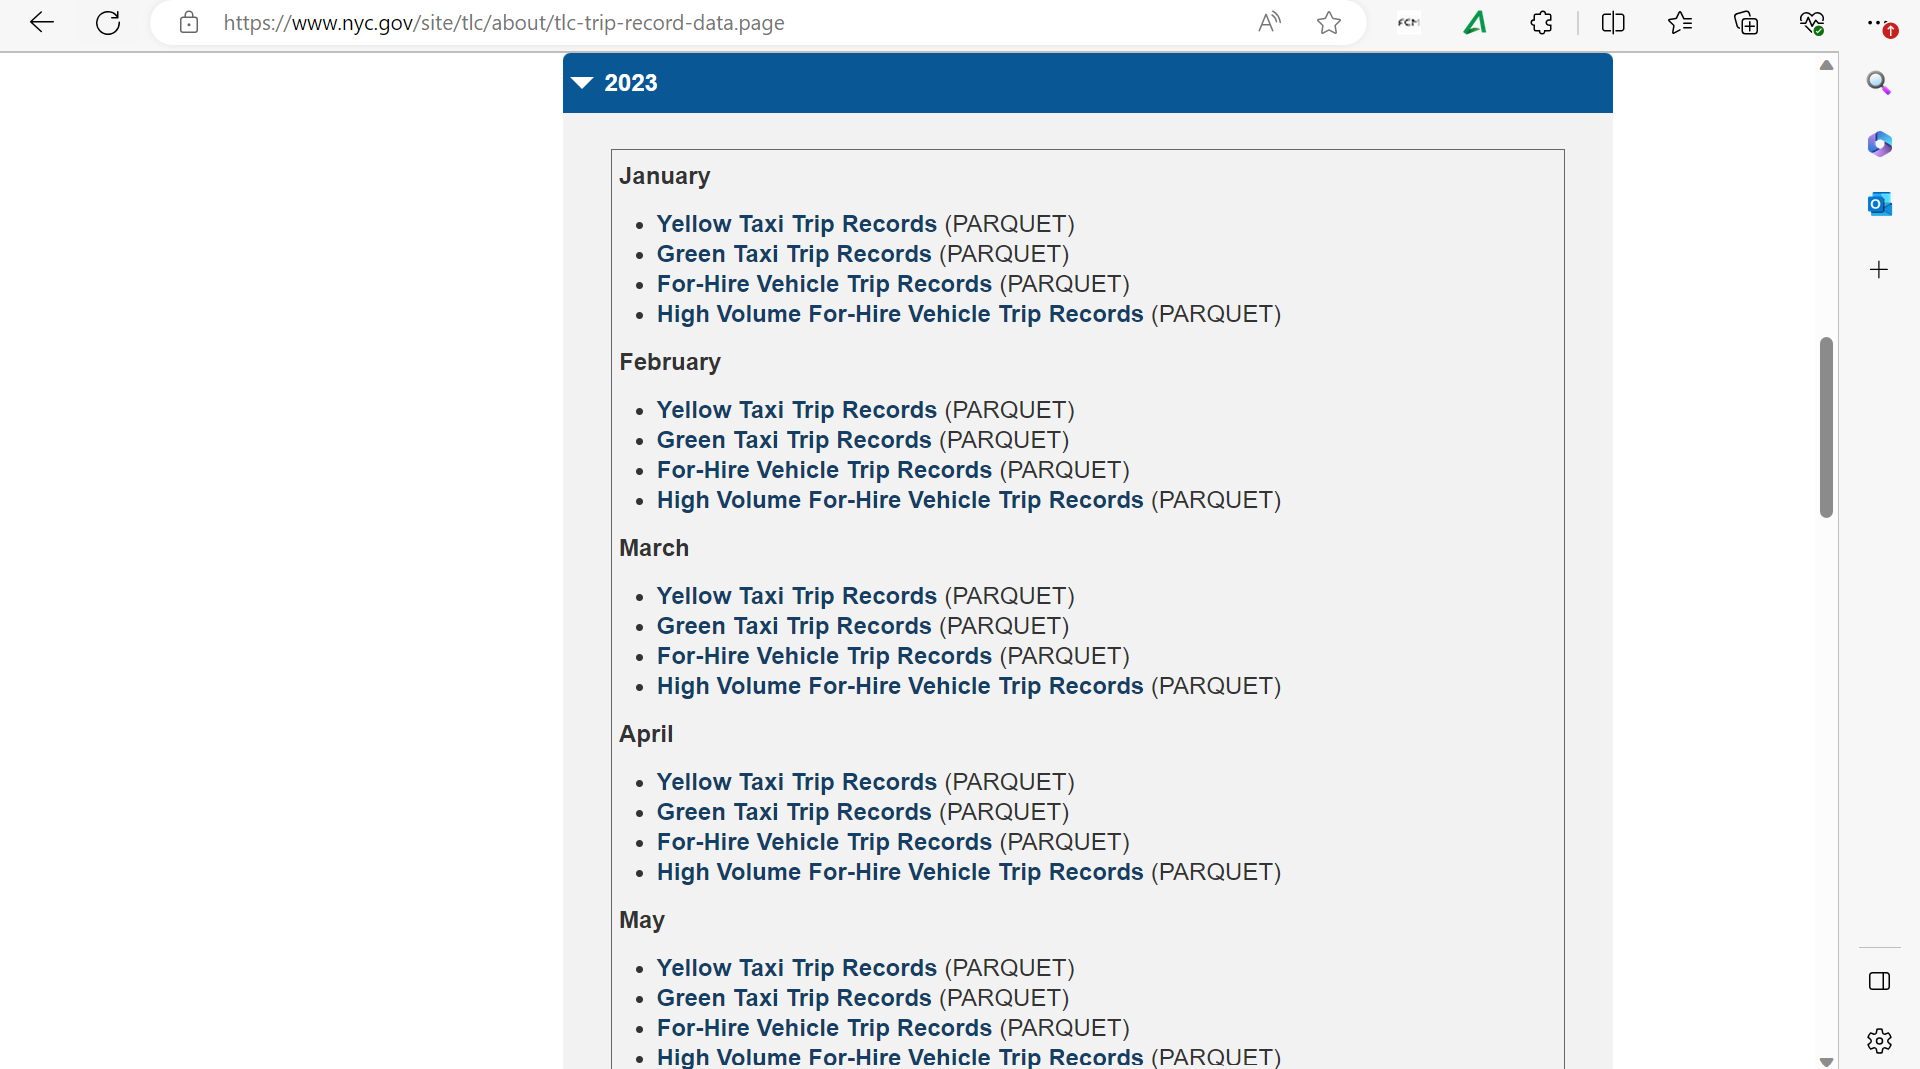 https://www.nyc.gov/site/tlc/about/tlc-trip-record-data.page
FCM
2023
January
Yellow Taxi Trip Records (PARQUET)
Green Taxi Trip Records (PARQUET)
For-Hire Vehicle Trip Records (PARQUET)
High Volume For-Hire Vehicle Trip Records (PARQUET)
February
Yellow Taxi Trip Records (PARQUET)
Green Taxi Trip Records (PARQUET)
For-Hire Vehicle Trip Records (PARQUET)
High Volume For-Hire Vehicle Trip Records (PARQUET)
March
Yellow Taxi Trip Records (PARQUET)
Green Taxi Trip Records (PARQUET)
For-Hire Vehicle Trip Records (PARQUET)
High Volume For-Hire Vehicle Trip Records (PARQUET)
April
Yellow Taxi Trip Records (PARQUET)
Green Taxi Trip Records (PARQUET)
For-Hire Vehicle Trip Records (PARQUET)
High Volume For-Hire Vehicle Trip Records (PARQUET)
May
Yellow Taxi Trip Records (PARQUET)
Green Taxi Trip Records (PARQUET)
For-Hire Vehicle Trip Records (PARQUET)
High Volume For-Hire Vehicle Trip Records (PARQUET)